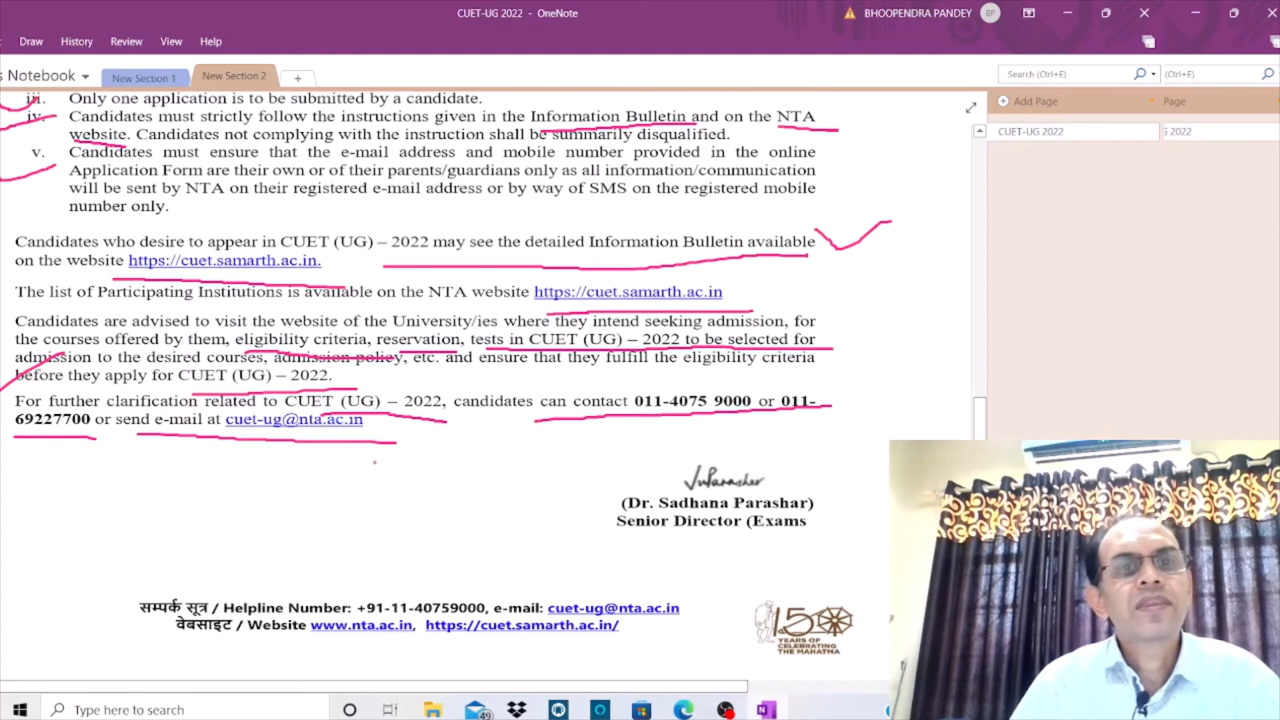 CUET-UG 2022 - OneNote
BHOOPENDRA PANDEY
BP
Draw History Review View Help
s Notebook
New Section 1
New Section 2
+
Search (Ctrl+E)
(Ctrl+E)
Add Page
Page
CUET-UG 2022
2022
iii. Only one application is to be submitted by a candidate.
iv. Candidates must strictly follow the instructions given in the Information Bulletin and on the NTA
website. Candidates not complying with the instruction shall be summarily disqualified.
v. Candidates must ensure that the e-mail address and mobile number provided in the online
Application Form are their own or of their parents/guardians only as all information/communication
will be sent by NTA on their registered e-mail address or by way of SMS on the registered mobile
number only.
Candidates who desire to appear in CUET (UG) – 2022 may see the detailed Information Bulletin available
on the website https://cuet.samarth.ac.in.
The list of Participating Institutions is available on the NTA website https://cuet.samarth.ac.in
Candidates are advised to visit the website of the University/ies where they intend seeking admission, for
the courses offered by them, eligibility criteria, reservation, tests in CUET (UG) – 2022 to be selected for
admission to the desired courses, admission policy, etc. and ensure that they fulfill the eligibility criteria
before they apply for CUET (UG) – 2022.
For further clarification related to CUET (UG) – 2022, candidates can contact 011-4075 9000 or 011-
69227700 or send e-mail at cuet-ug@nta.ac.in
(Dr. Sadhana Parashar)
Senior Director (Exams
सम्पर्क सूत्र / Helpline Number: +91-11-40759000, e-mail: cuet-ug@nta.ac.in
वेबसाइट / Website www.nta.ac.in, https://cuet.samarth.ac.in/
150
YEARS OF
CELEBRATING
THE MAHATMA
Type here to search
49